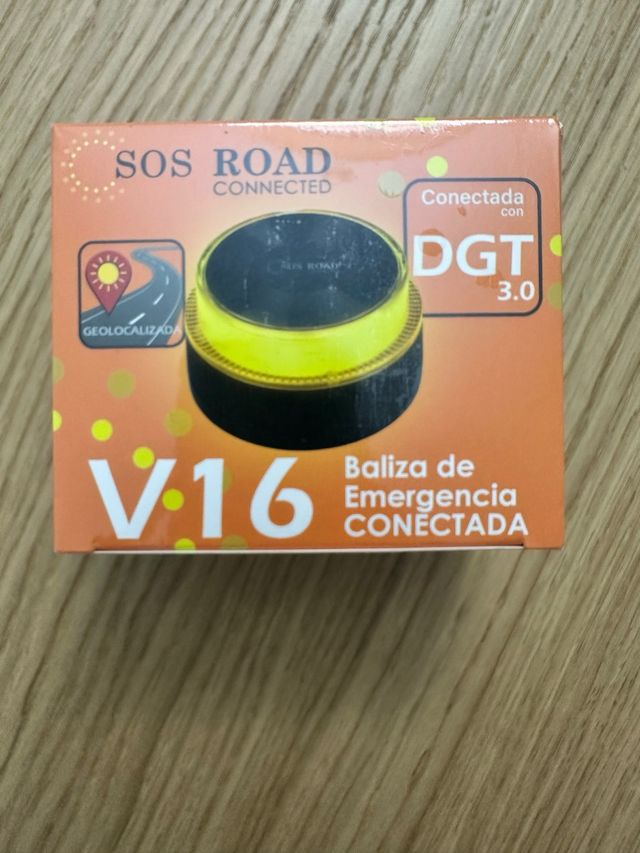 SOS ROAD
CONNECTED
Conectada
con
DGT
3.0
SOS ROAD
GEOLOCALIZADA
V16
Baliza de
Emergencia
CONECTADA